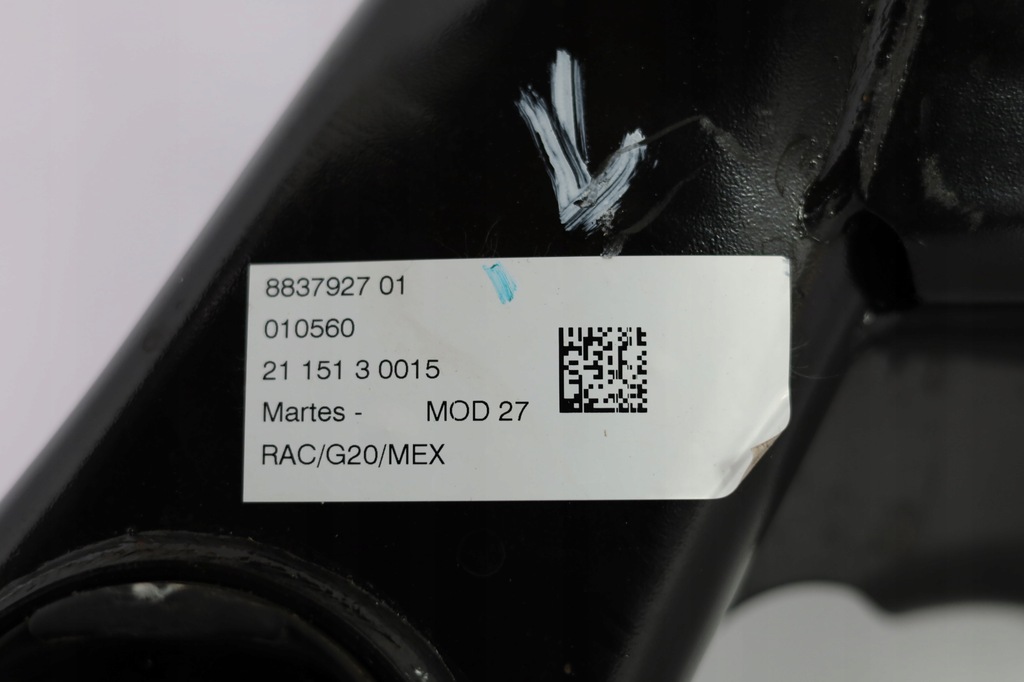 8837927 01
010560
21 151 3 0015
Martes - MOD 27
RAC/G20/MEX